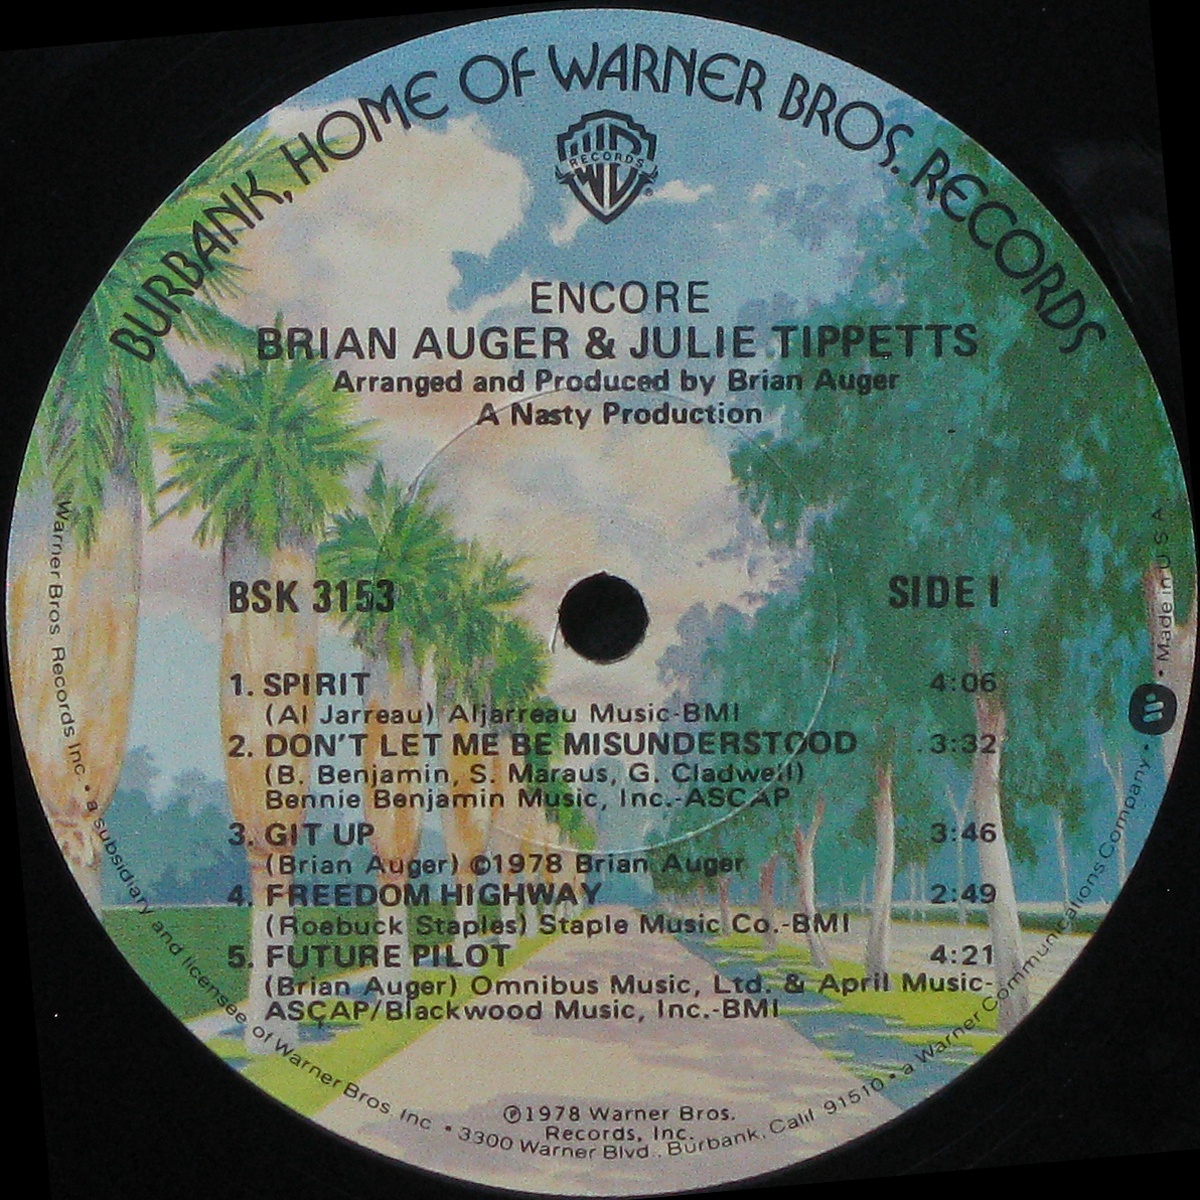 BURBANK, HOME OF WARNER BROS. RECORDS
WB
RECORDS
ENCORE
BRIAN AUGER & JULIE TIPPETTS
Arranged and Produced by Brian Auger
A Nasty Production
BSK 3153
SIDE I
1. SPIRIT 4:06
(Al Jarreau) Aljarreau Music-BMI
2. DON'T LET ME BE MISUNDERSTOOD 3:32
(B. Benjamin, S. Maraus, G. Cladwell)
Bennie Benjamin Music, Inc.-ASCAP
3. GIT UP 3:46
(Brian Auger) ©1978 Brian Auger
4. FREEDOM HIGHWAY 2:49
(Roebuck Staples) Staple Music Co.-BMI
5. FUTURE PILOT 4:21
(Brian Auger) Omnibus Music, Ltd. & April Music-
ASCAP/Blackwood Music, Inc.-BMI
℗1978 Warner Bros.
Records, Inc.
Warner Bros. Records Inc. • a subsidiary and licensee of Warner Bros. Inc. • 3300 Warner Blvd., Burbank, Calif. 91510 • a Warner Communications Company • Made in U.S.A.